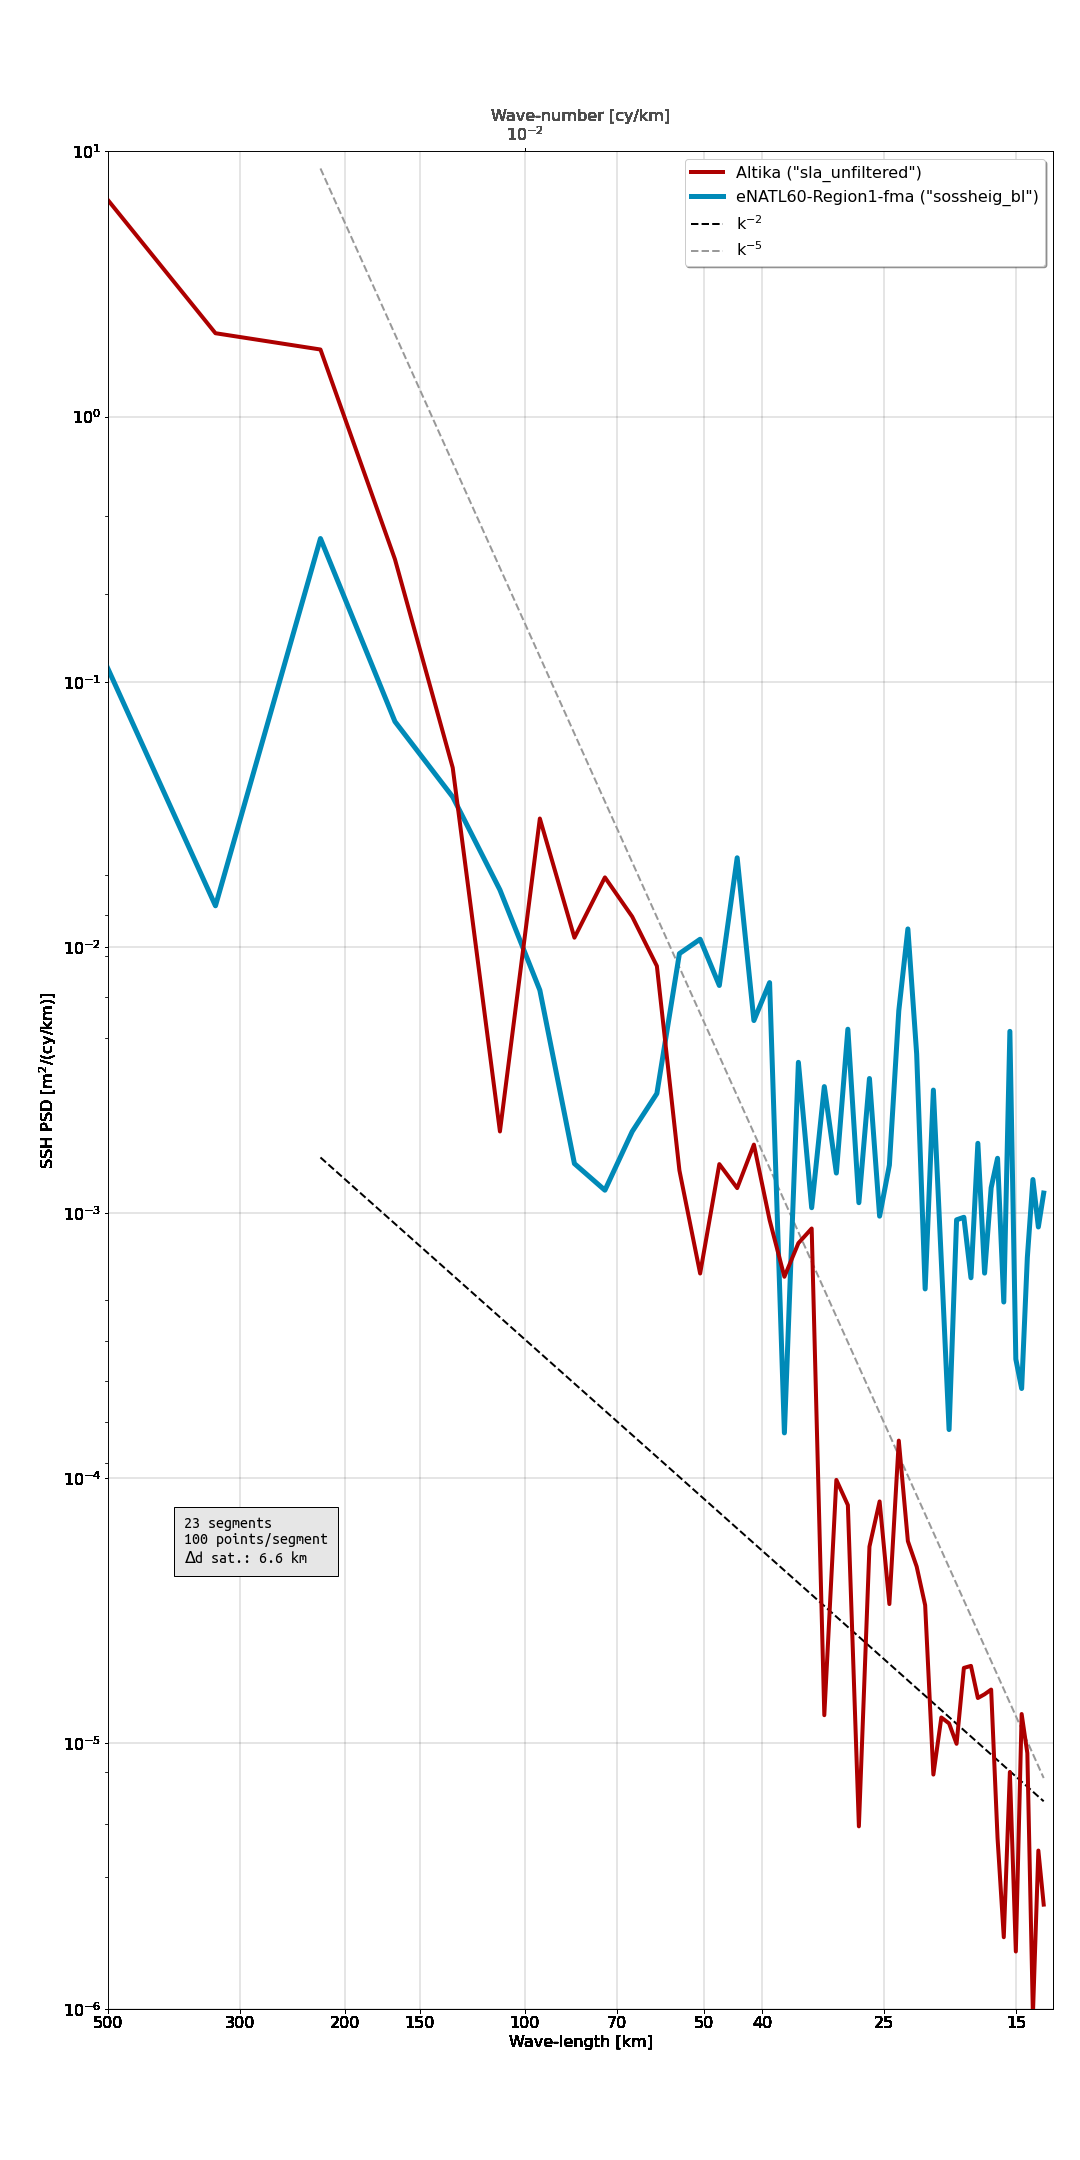 Wave-number [cy/km]
10⁻²
10¹
10⁰
10⁻¹
10⁻²
10⁻³
10⁻⁴
10⁻⁵
10⁻⁶
SSH PSD [m²/(cy/km)]
Altika ("sla_unfiltered")
eNATL60-Region1-fma ("sossheig_bl")
k⁻²
k⁻⁵
23 segments
100 points/segment
Δd sat.: 6.6 km
500 300 200 150 100 70 50 40 25 15
Wave-length [km]